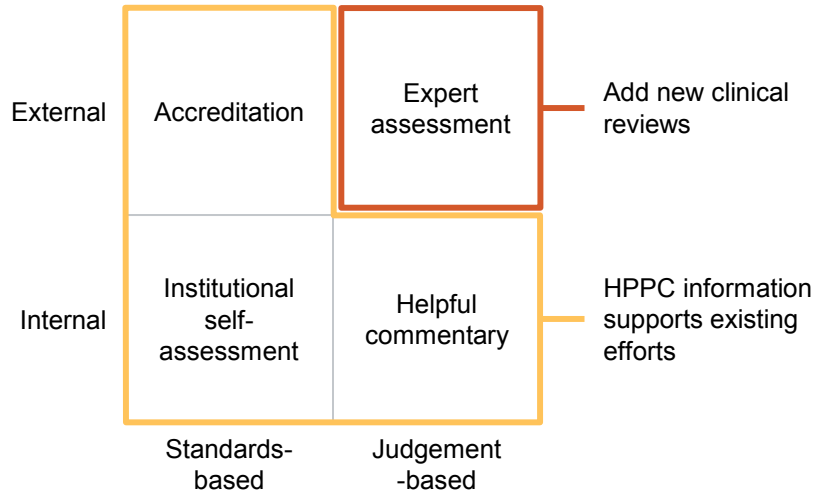 External
Accreditation
Expert
assessment
Add new clinical
reviews
Internal
Institutional
self-
assessment
Helpful
commentary
HPPC information
supports existing
efforts
Standards-
based
Judgement
-based